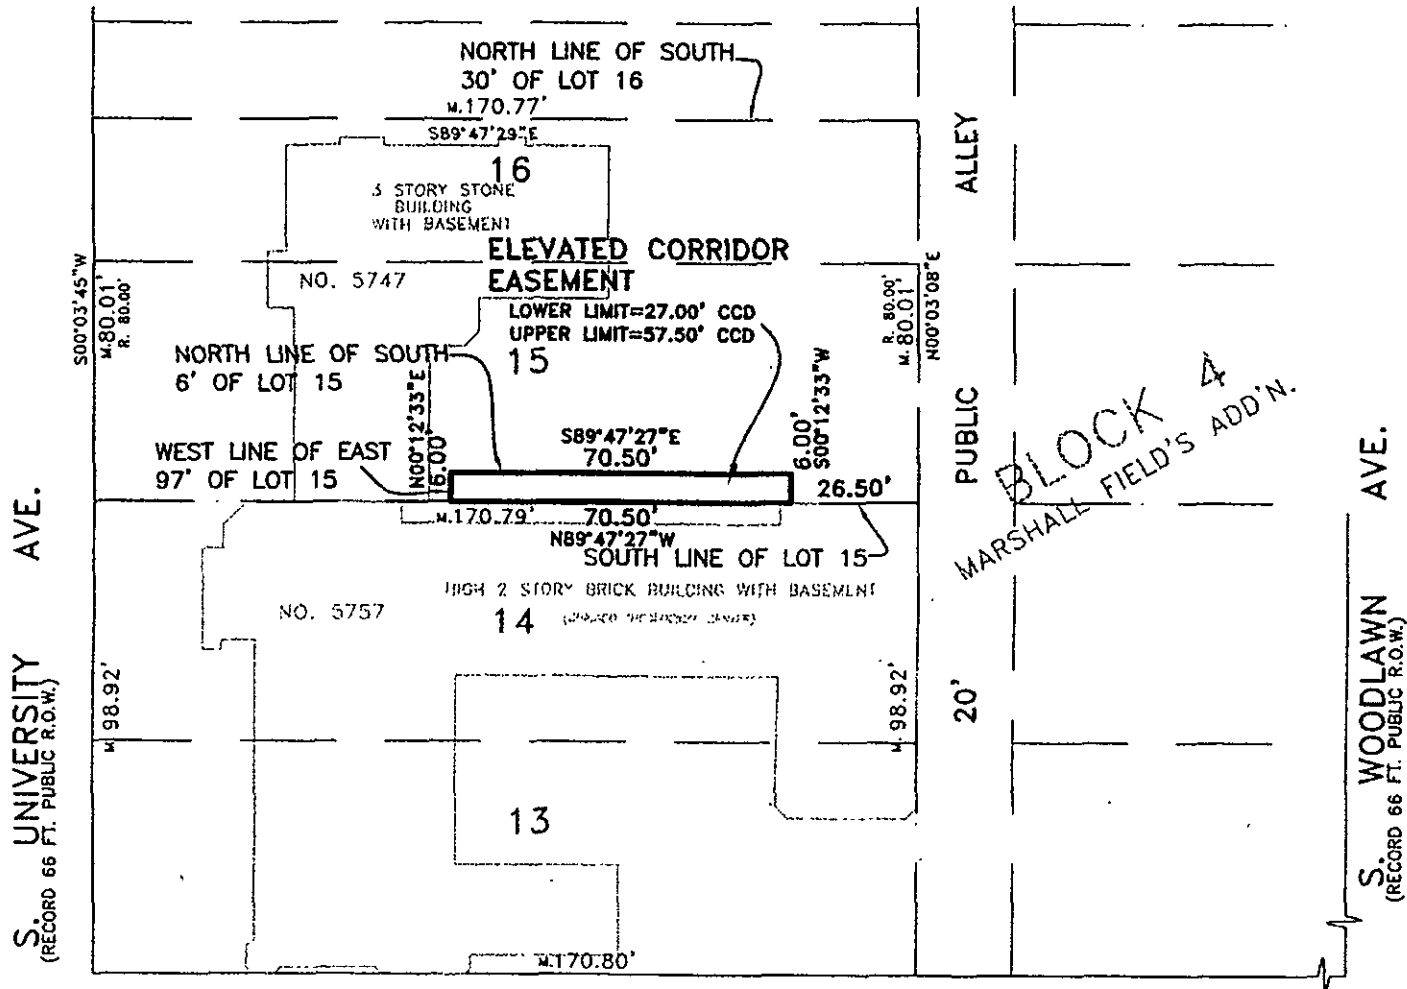 NORTH LINE OF SOUTH
30' OF LOT 16
M.170.77'
S89°47'29"E
16
3 STORY STONE
BUILDING
WITH BASEMENT
ELEVATED CORRIDOR
EASEMENT
NO. 5747
LOWER LIMIT=27.00' CCD
UPPER LIMIT=57.50' CCD
15
NORTH LINE OF SOUTH
6' OF LOT 15
S00°03'45"W
M.80.01'
R. 80.00'
R. 80.00'
M. 80.01'
N00°03'08"E
WEST LINE OF EAST
97' OF LOT 15
N00°12'33"E
6.00'
S89°47'27"E
70.50'
6.00'
S00°12'33"W
26.50'
M.170.79'
70.50'
N89°47'27"W
SOUTH LINE OF LOT 15
HIGH 2 STORY BRICK BUILDING WITH BASEMENT
NO. 5757
14
M. 98.92'
M. 98.92'
13
M.170.80'
20' PUBLIC ALLEY
BLOCK 4
MARSHALL FIELD'S ADD'N.
S. UNIVERSITY AVE.
(RECORD 66 FT. PUBLIC R.O.W.)
S. WOODLAWN AVE.
(RECORD 66 FT. PUBLIC R.O.W.)